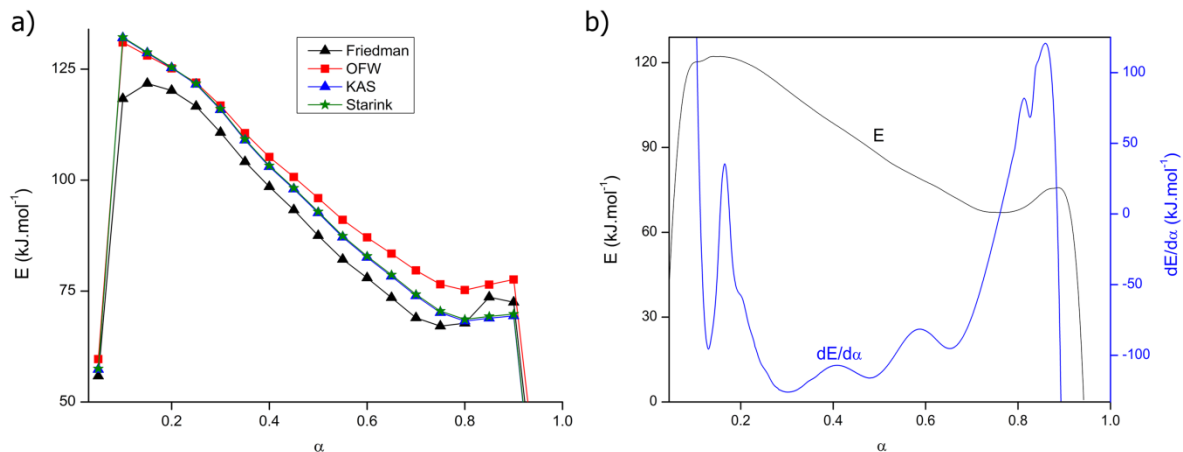 a)
E (kJ.mol⁻¹)
125
100
75
50
Friedman
OFW
KAS
Starink
0.2
0.4
0.6
0.8
1.0
α
b)
E (kJ.mol⁻¹)
120
90
60
30
0
E
dE/dα
0.2
0.4
0.6
0.8
1.0
α
100
50
0
-50
-100
dE/dα (kJ.mol⁻¹)